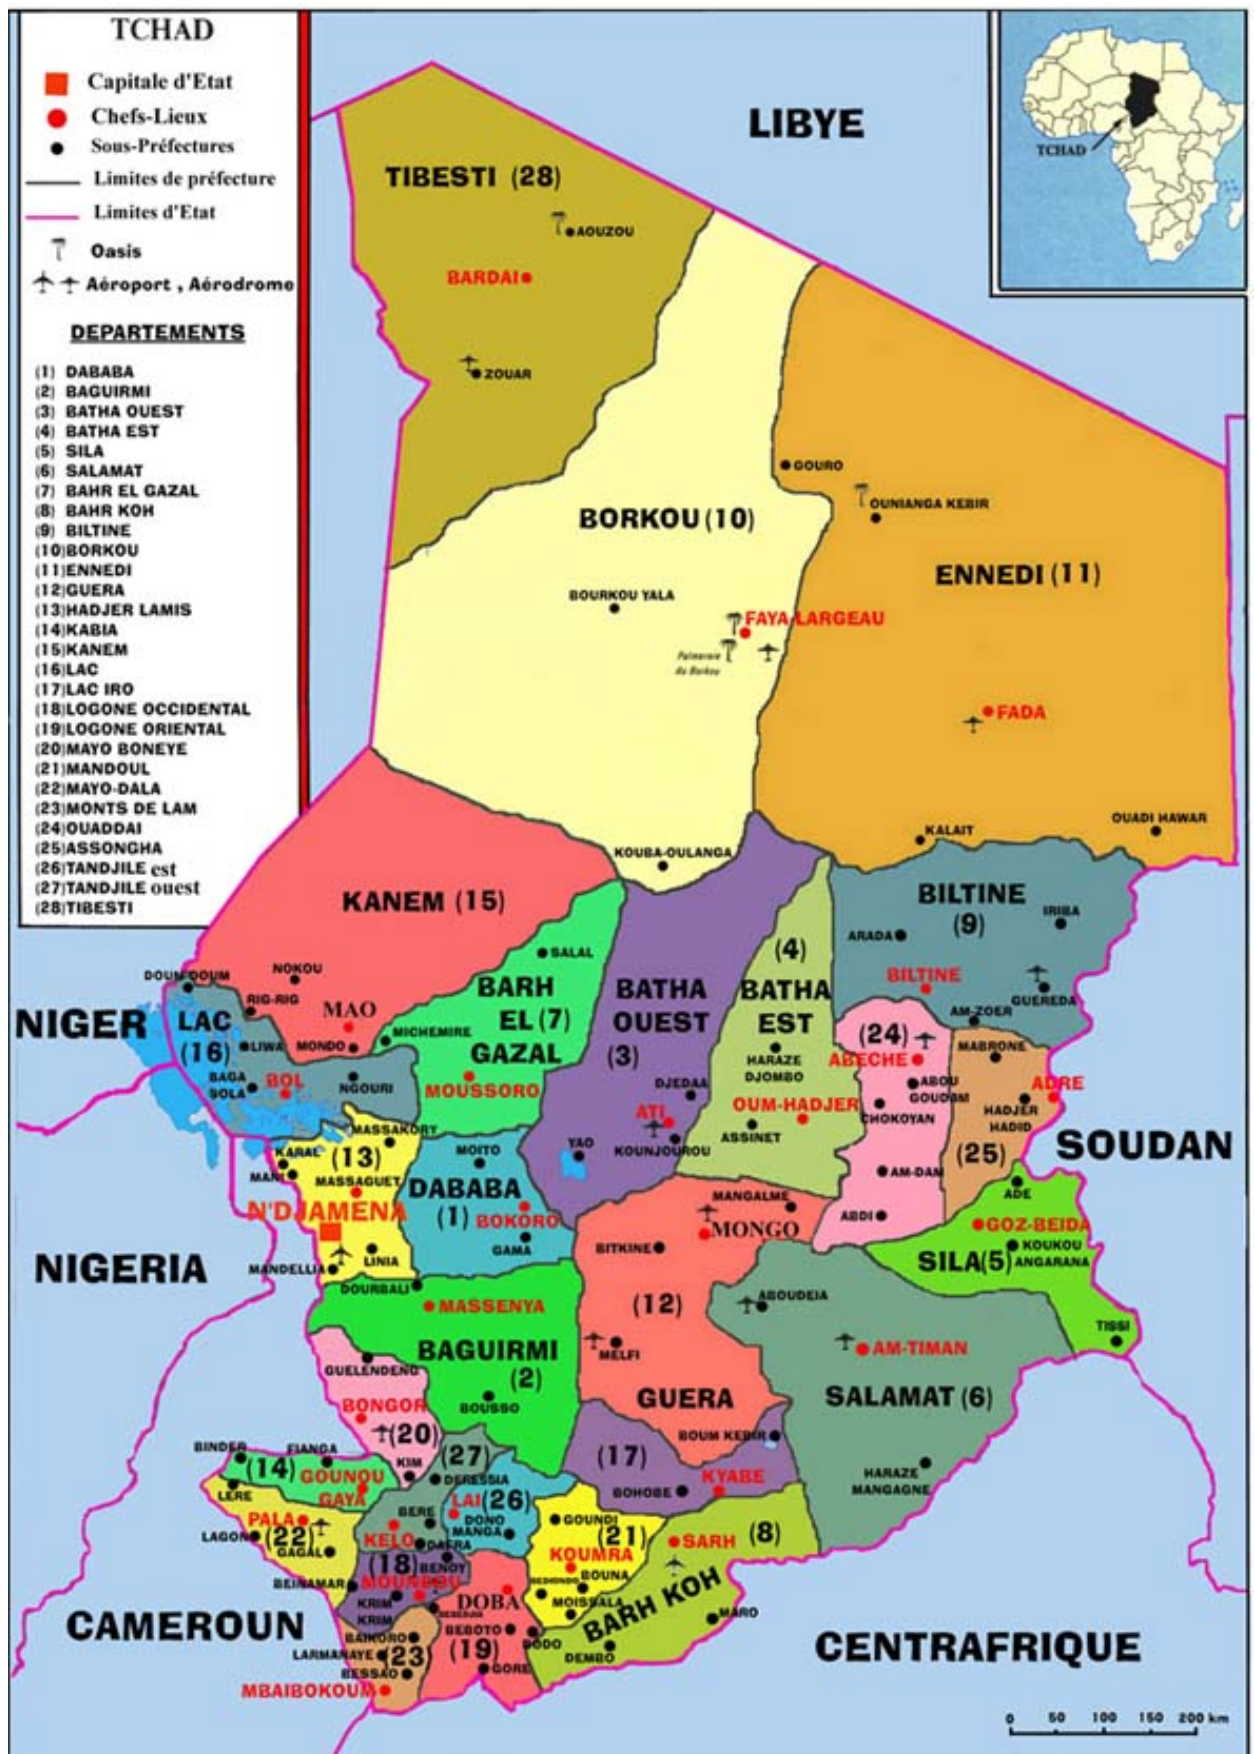 TCHAD
Capitale d'Etat
Chefs-Lieux
Sous-Préfectures
Limites de préfecture
Limites d'Etat
Oasis
Aéroport , Aérodrome
DEPARTEMENTS
(1) DABABA
(2) BAGUIRMI
(3) BATHA OUEST
(4) BATHA EST
(5) SILA
(6) SALAMAT
(7) BAHR EL GAZAL
(8) BAHR KOH
(9) BILTINE
(10)BORKOU
(11)ENNEDI
(12)GUERA
(13)HADJER LAMIS
(14)KABIA
(15)KANEM
(16)LAC
(17)LAC IRO
(18)LOGONE OCCIDENTAL
(19)LOGONE ORIENTAL
(20)MAYO BONEYE
(21)MANDOUL
(22)MAYO-DALA
(23)MONTS DE LAM
(24)OUADDAI
(25)ASSONGHA
(26)TANDJILE est
(27)TANDJILE ouest
(28)TIBESTI
TCHAD
LIBYE
TIBESTI (28)
AOUZOU
BARDAI
ZOUAR
GOURO
OUNIANGA KEBIR
BORKOU (10)
ENNEDI (11)
BOURKOU YALA
FAYA LARGEAU
Palmeraie
du Borkou
FADA
OUADI HAWAR
KALAIT
KOUBA-OULANGA
KANEM (15)
BILTINE
(9)
IRIBA
ARADA
BILTINE
GUEREDA
AM-ZOER
SALAL
DOUM-DOUM
NOKOU
RIG-RIG
MAO
MONDO
MICHEMIRE
NIGER
LAC
(16)
LIWA
BAGA
SOLA
BOL
NGOURI
BARH
EL (7)
GAZAL
MOUSSORO
BATHA
OUEST
(3)
DJEDAA
ATI
KOUNJOUROU
YAO
(4)
BATHA
EST
HARAZE
DJOMBO
OUM-HADJER
ASSINET
(24)
ABECHE
ABOU
GOUDAM
CHOKOYAN
AM-DAM
ABDI
MABRONE
ADRE
HADJER
HADID
(25)
SOUDAN
ADE
GOZ-BEIDA
KOUKOU
ANGARANA
SILA (5)
TISSI
MASSAKORY
KARAL
(13)
MANI
MASSAGUET
N'DJAMENA
LINIA
MANDELLIA
MOITO
DABABA
(1)
BOKORO
GAMA
NIGERIA
DOURBALI
MASSENYA
BAGUIRMI
(2)
BOUSSO
MANGALME
MONGO
BITKINE
(12)
MELFI
GUERA
ABOUDEIA
AM-TIMAN
SALAMAT (6)
HARAZE
MANGAGNE
GUELENDENG
BONGOR
(20)
KIM
BINDER
FIANGA
(14)
GOUNOU
GAYA
LERE
(27)
DERESSIA
BERE
KELO
DAFRA
LAI
(26)
DONO
MANGA
(17)
BOUM KEBIR
KYABE
BOHOBE
PALA
(22)
LAGON
GAGAL
BEINAMAR
(18)
BENOY
MOUNDOU
KRIM
KRIM
BEBEDJIA
GOUNDI
(21)
KOUMRA
BEDIONDO
BOUNA
MOISSALA
SARH
(8)
BARH KOH
MARO
DEMBO
DOBA
BEBOTO
DODO
(19)
GORE
BAIKORO
LARMANAYE
(23)
BESSAO
MBAIBOKOUM
CAMEROUN
CENTRAFRIQUE
0 50 100 150 200 km